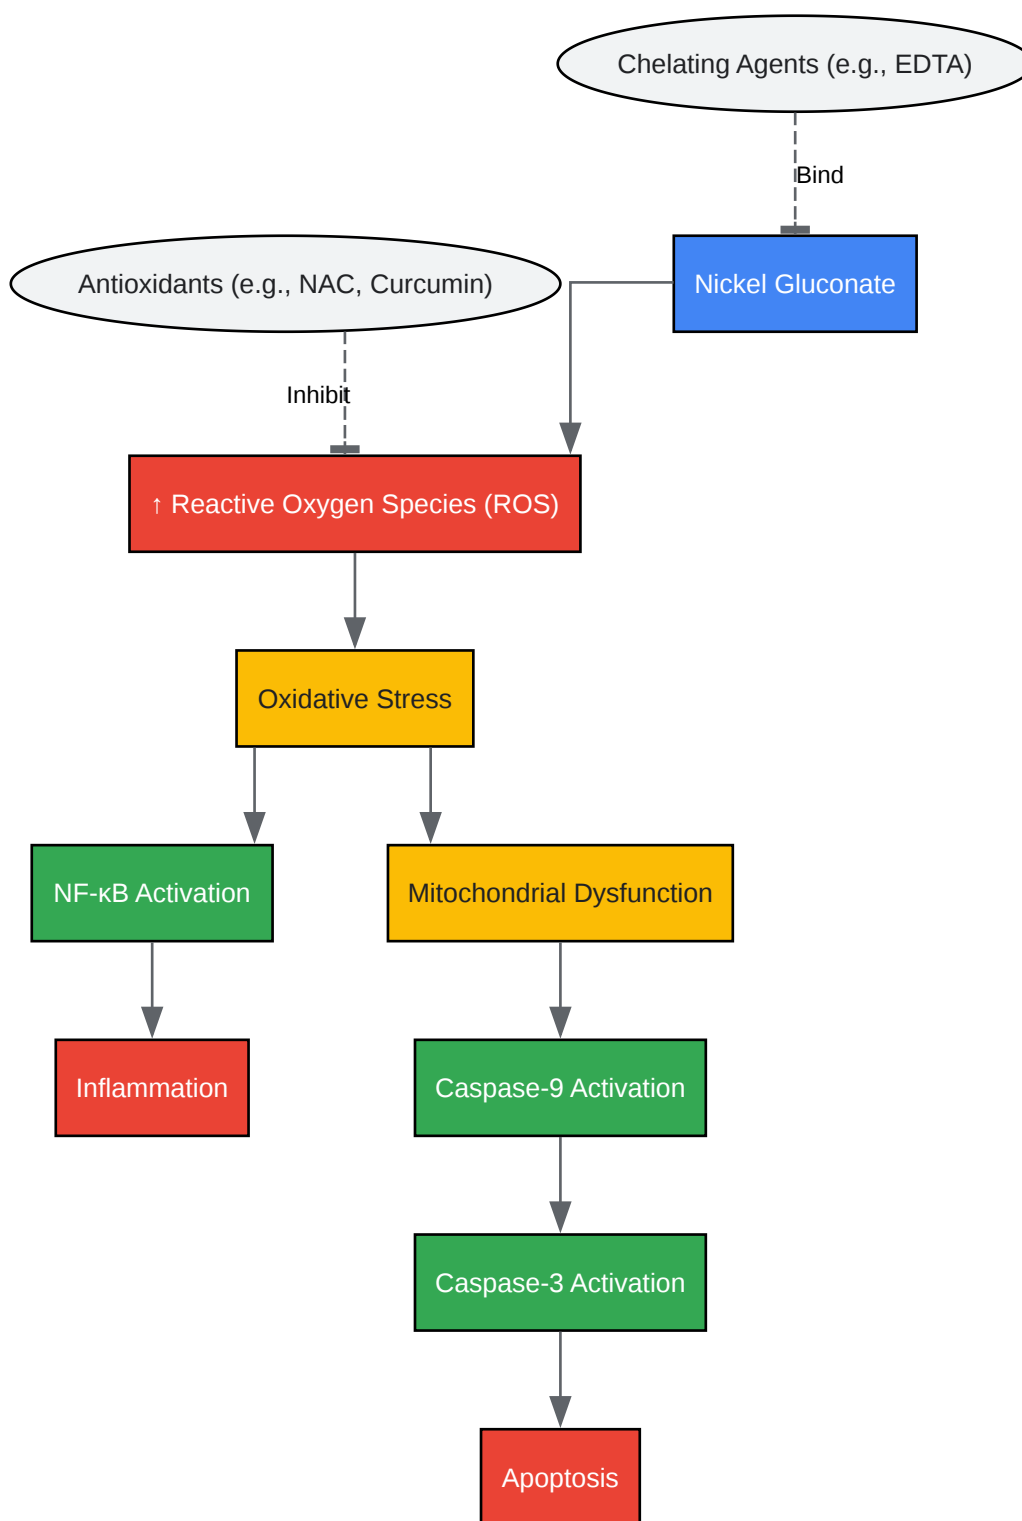 Chelating Agents (e.g., EDTA)
Bind
Antioxidants (e.g., NAC, Curcumin)
Nickel Gluconate
Inhibit
↑ Reactive Oxygen Species (ROS)
Oxidative Stress
NF-κB Activation
Mitochondrial Dysfunction
Inflammation
Caspase-9 Activation
Caspase-3 Activation
Apoptosis